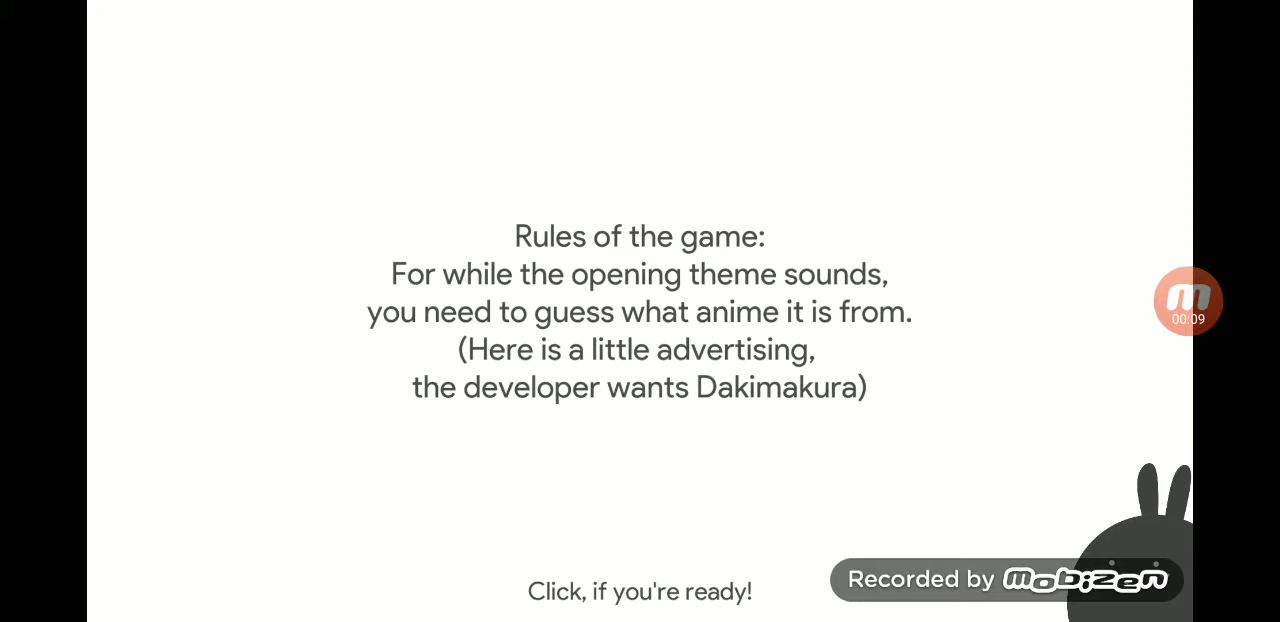 Rules of the game:
For while the opening theme sounds,
you need to guess what anime it is from.
(Here is a little advertising,
the developer wants Dakimakura)
00:09
Click, if you're ready!
Recorded by mobizen